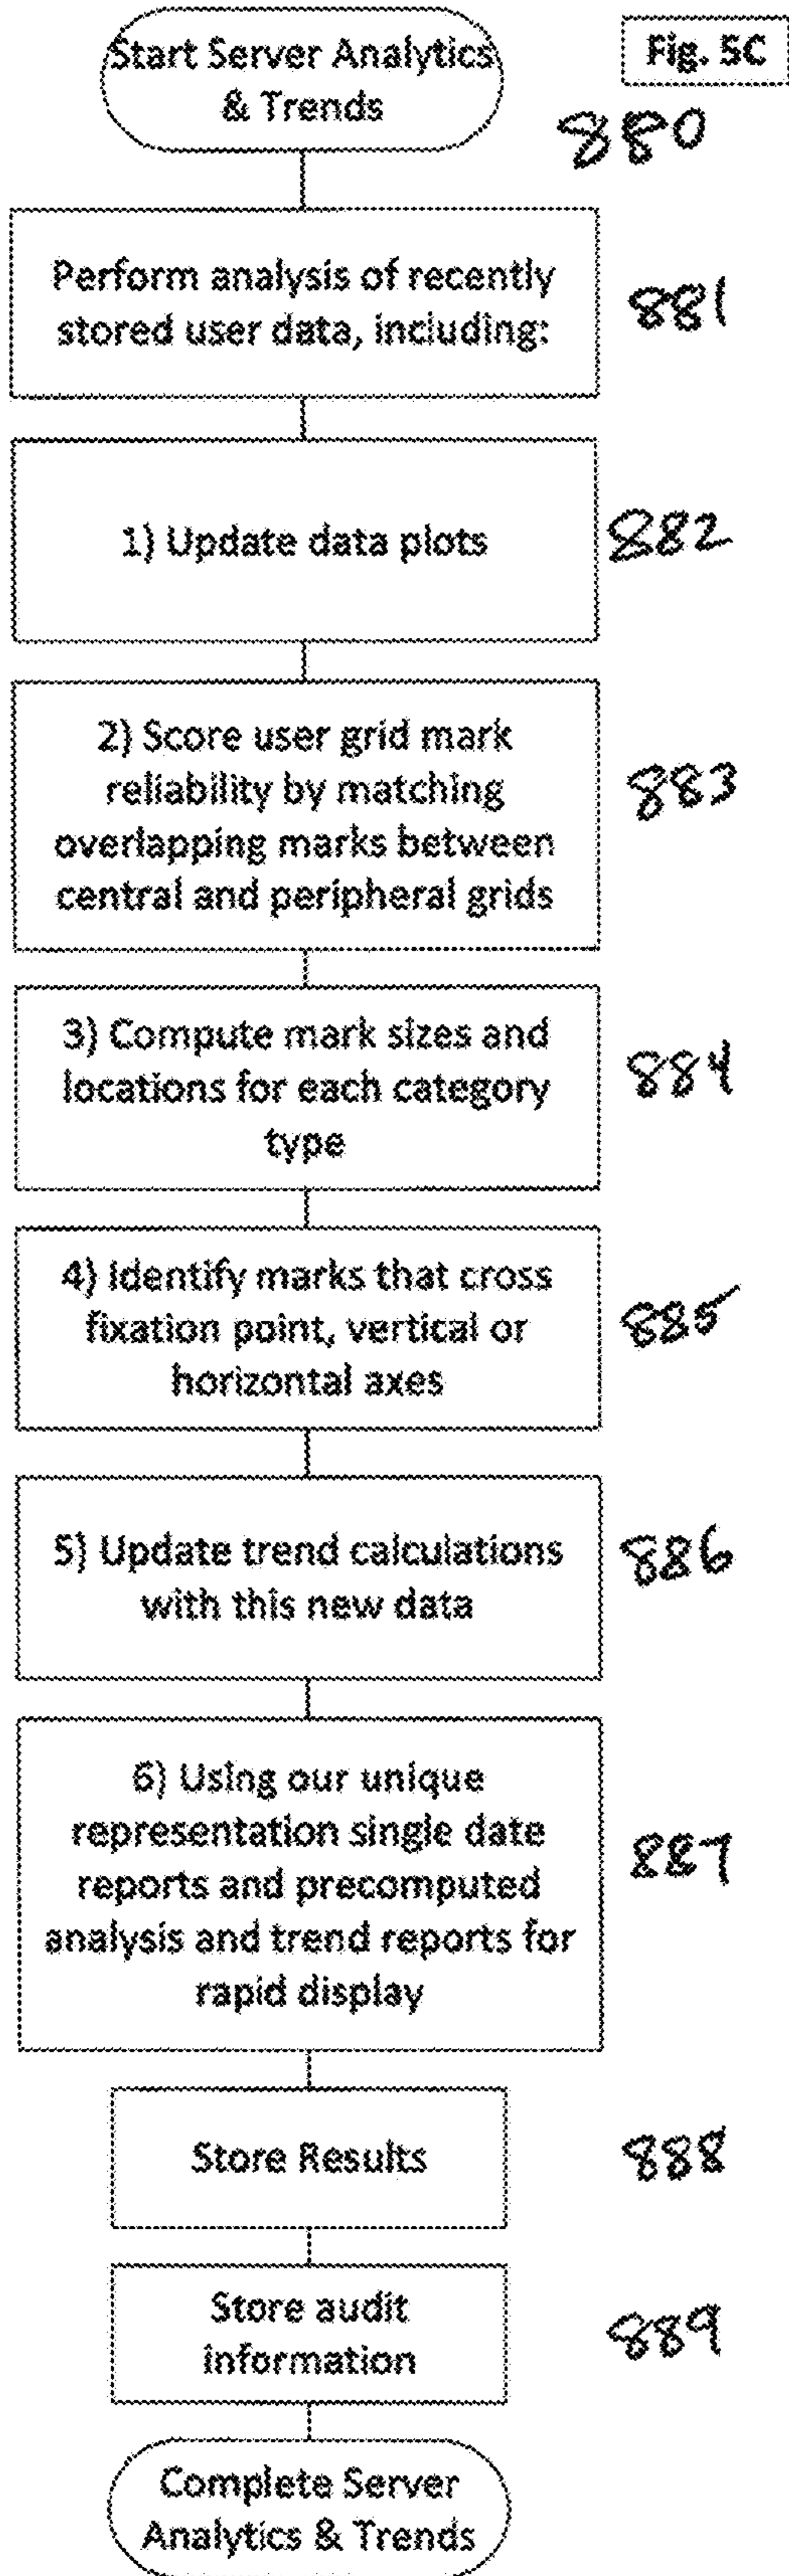 Start Server Analytics
& Trends
Fig. 5C
880
Perform analysis of recently
stored user data, including:
881
1) Update data plots
882
2) Score user grid mark
reliability by matching
overlapping marks between
central and peripheral grids
883
3) Compute mark sizes and
locations for each category
type
884
4) Identify marks that cross
fixation point, vertical or
horizontal axes
885
5) Update trend calculations
with this new data
886
6) Using our unique
representation single date
reports and precomputed
analysis and trend reports for
rapid display
887
Store Results
888
Store audit
information
889
Complete Server
Analytics & Trends